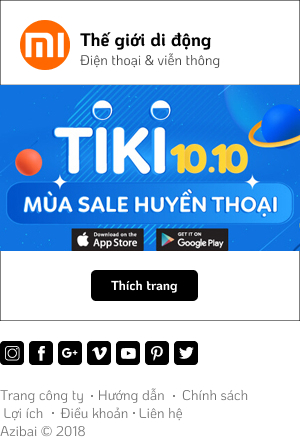 Thế giới di động
Điện thoại & viễn thông
TIKI 10.10
MÙA SALE HUYỀN THOẠI
Download on the
App Store
GET IT ON
Google Play
Thích trang
Trang công ty · Hướng dẫn · Chính sách
Lợi ích · Điều khoản · Liên hệ
Azibai © 2018